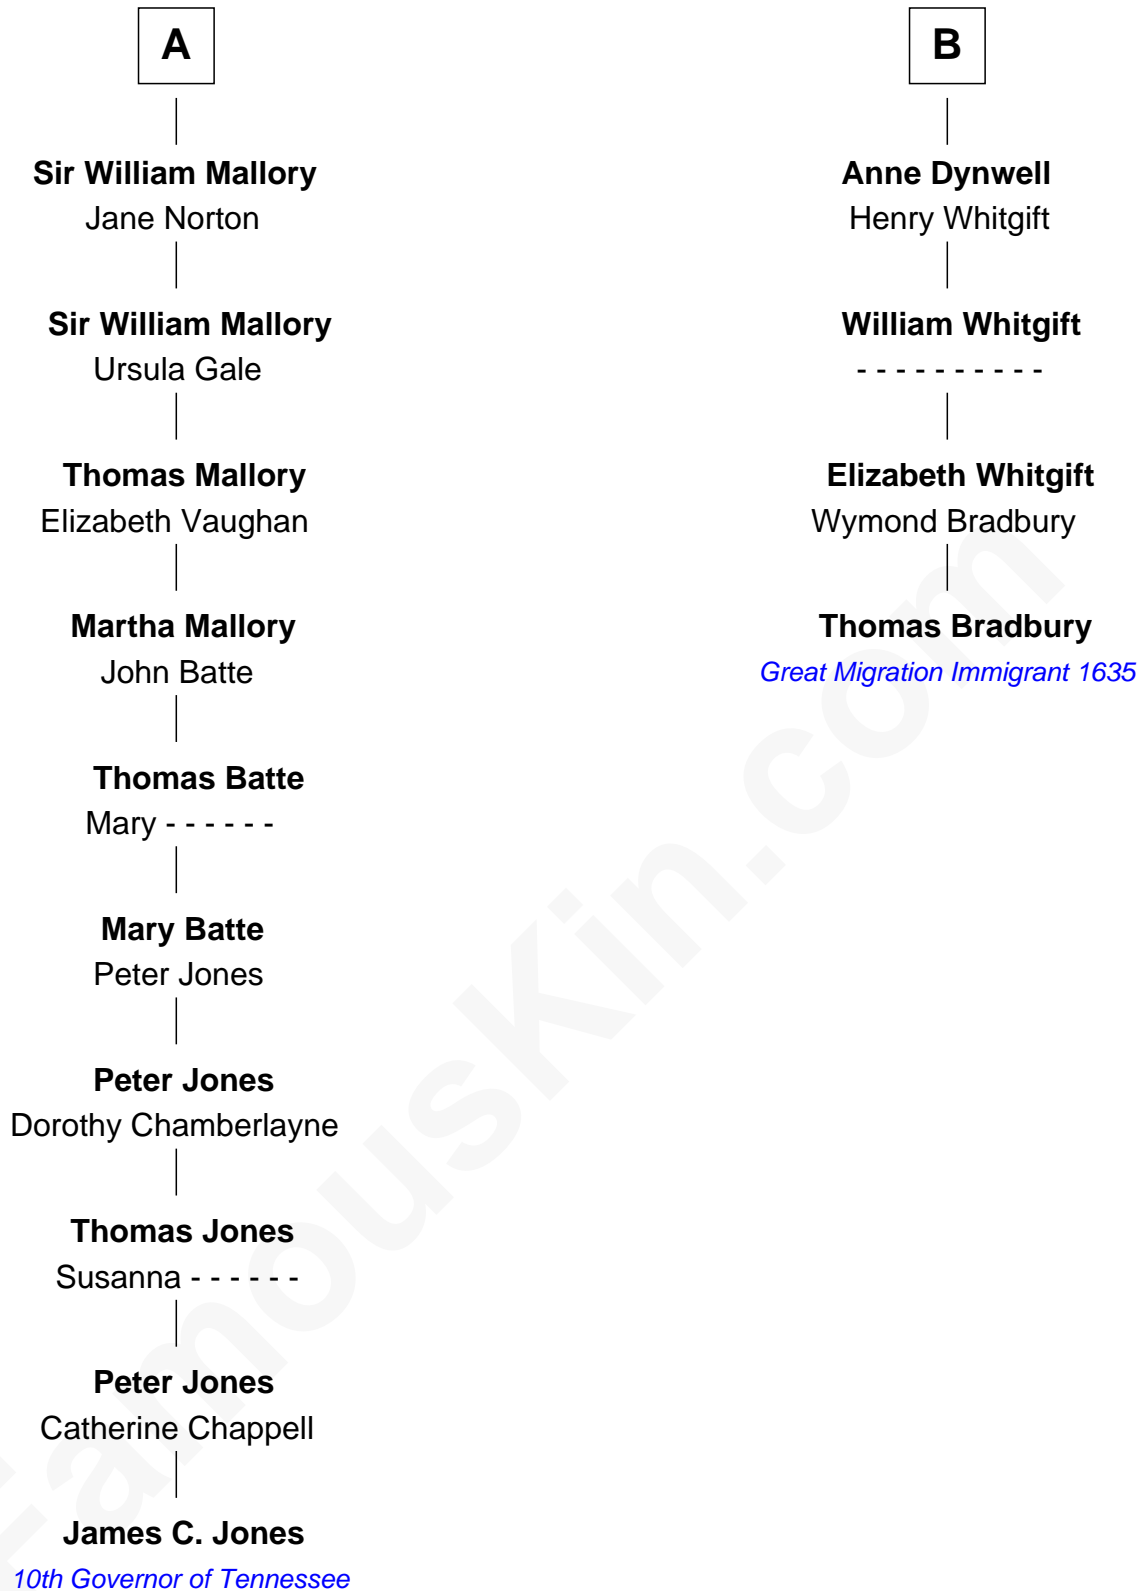 A
Sir William Mallory
Jane Norton
Sir William Mallory
Ursula Gale
Thomas Mallory
Elizabeth Vaughan
Martha Mallory
John Batte
Thomas Batte
Mary - - - - - -
Mary Batte
Peter Jones
Peter Jones
Dorothy Chamberlayne
Thomas Jones
Susanna - - - - - -
Peter Jones
Catherine Chappell
James C. Jones
10th Governor of Tennessee
B
Anne Dynwell
Henry Whitgift
William Whitgift
- - - - - - - - - -
Elizabeth Whitgift
Wymond Bradbury
Thomas Bradbury
Great Migration Immigrant 1635
FamousKin.com